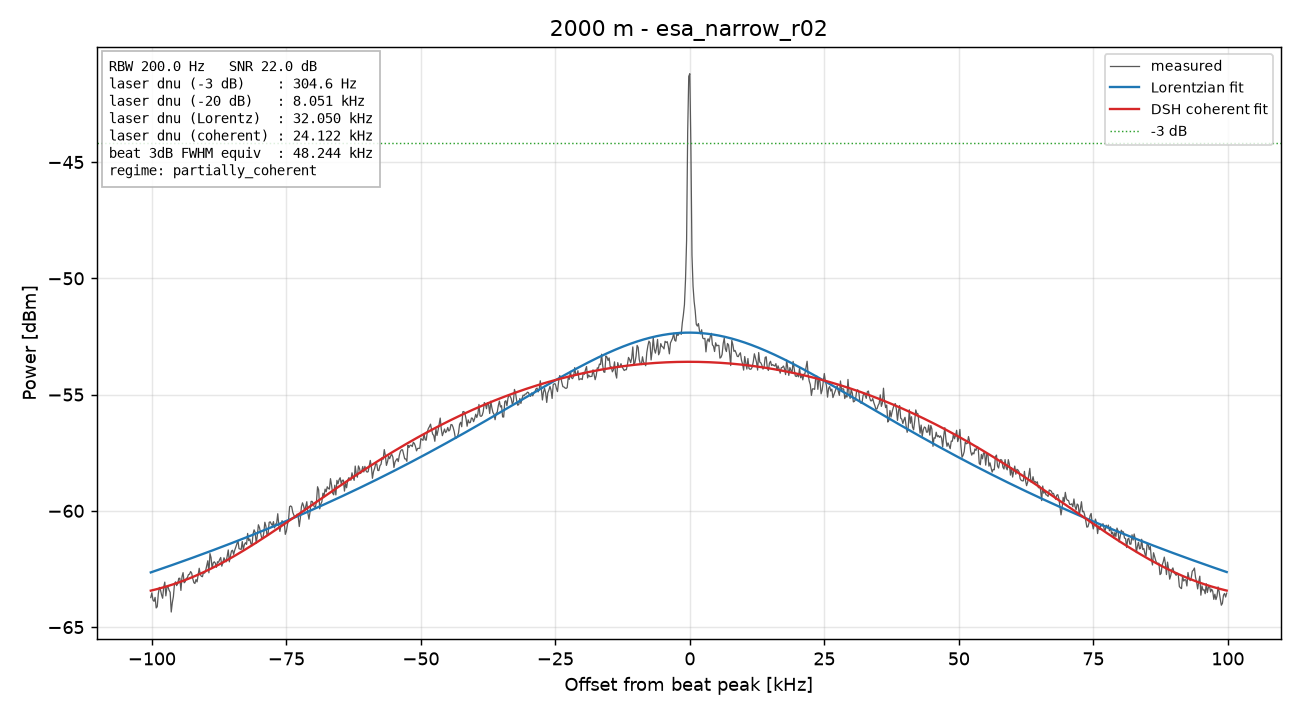 2000 m - esa_narrow_r02
RBW 200.0 Hz   SNR 22.0 dB
laser dnu (-3 dB)    : 304.6 Hz
laser dnu (-20 dB)   : 8.051 kHz
laser dnu (Lorentz)  : 32.050 kHz
laser dnu (coherent) : 24.122 kHz
beat 3dB FWHM equiv  : 48.244 kHz
regime: partially_coherent
measured
Lorentzian fit
DSH coherent fit
-3 dB
Power [dBm]
−45
−50
−55
−60
−65
−100
−75
−50
−25
0
25
50
75
100
Offset from beat peak [kHz]